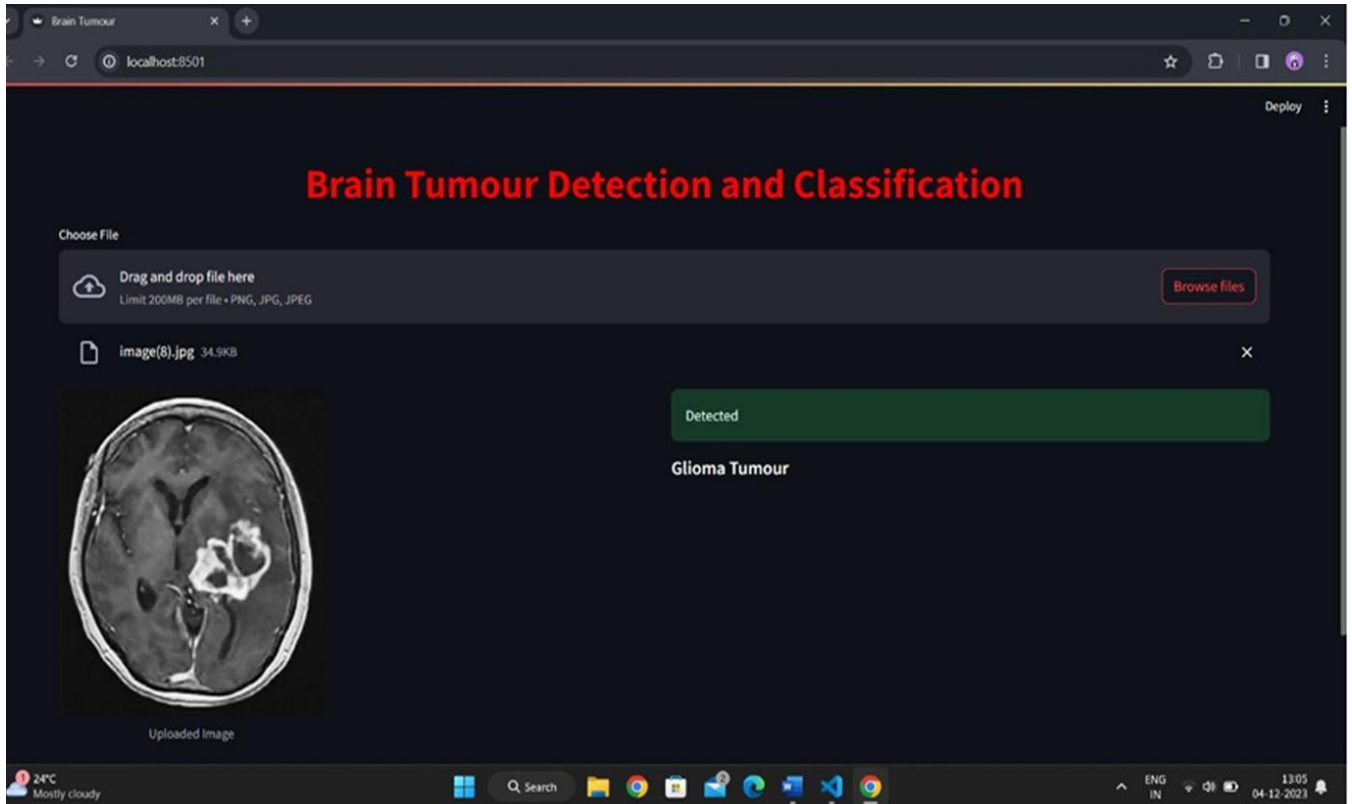 Brain Tumour
localhost:8501
Deploy
Brain Tumour Detection and Classification
Choose File
Drag and drop file here
Limit 200MB per file • PNG, JPG, JPEG
Browse files
image(8).jpg 34.9KB
Detected
Glioma Tumour
Uploaded Image
1
24°C
Mostly cloudy
Search
2
ENG
IN
13:05
04-12-2023